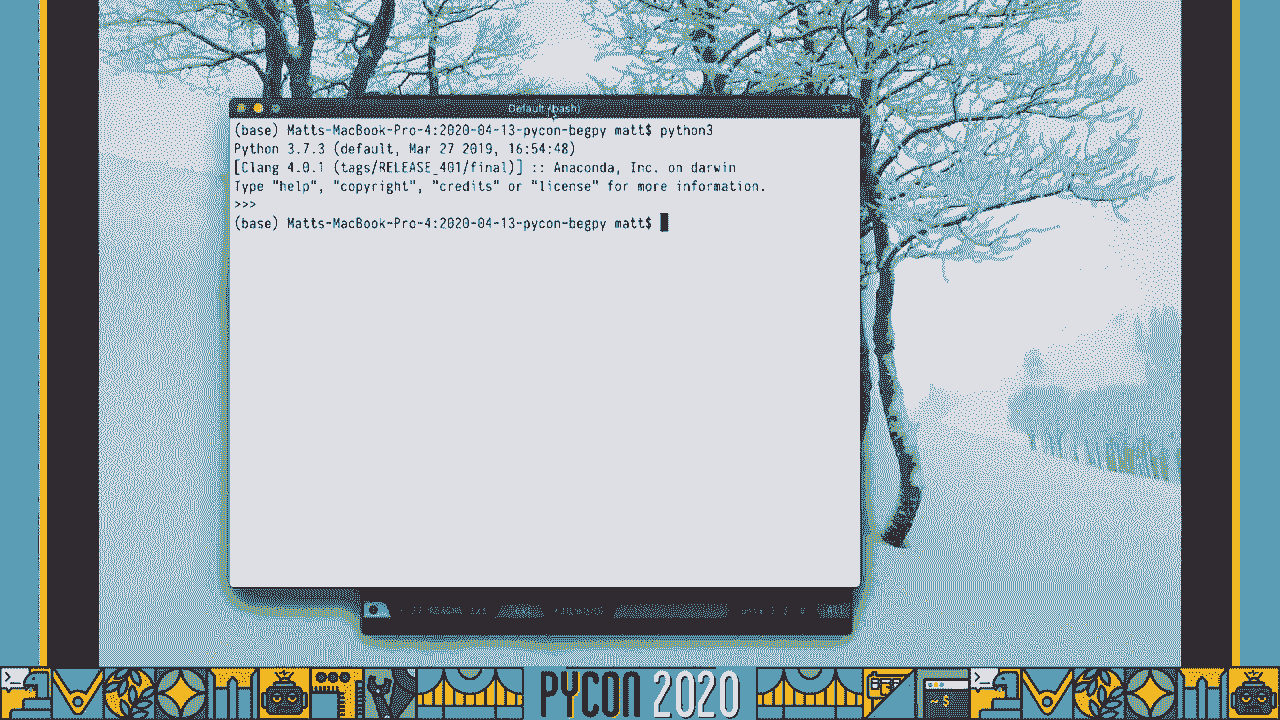 Default (bash)
(base) Matts-MacBook-Pro-4:2020-04-13-pycon-begpy matt$ python3
Python 3.7.3 (default, Mar 27 2019, 16:54:48)
[Clang 4.0.1 (tags/RELEASE_401/final)] :: Anaconda, Inc. on darwin
Type "help", "copyright", "credits" or "license" for more information.
>>>
(base) Matts-MacBook-Pro-4:2020-04-13-pycon-begpy matt$
PYCON 2020
~$